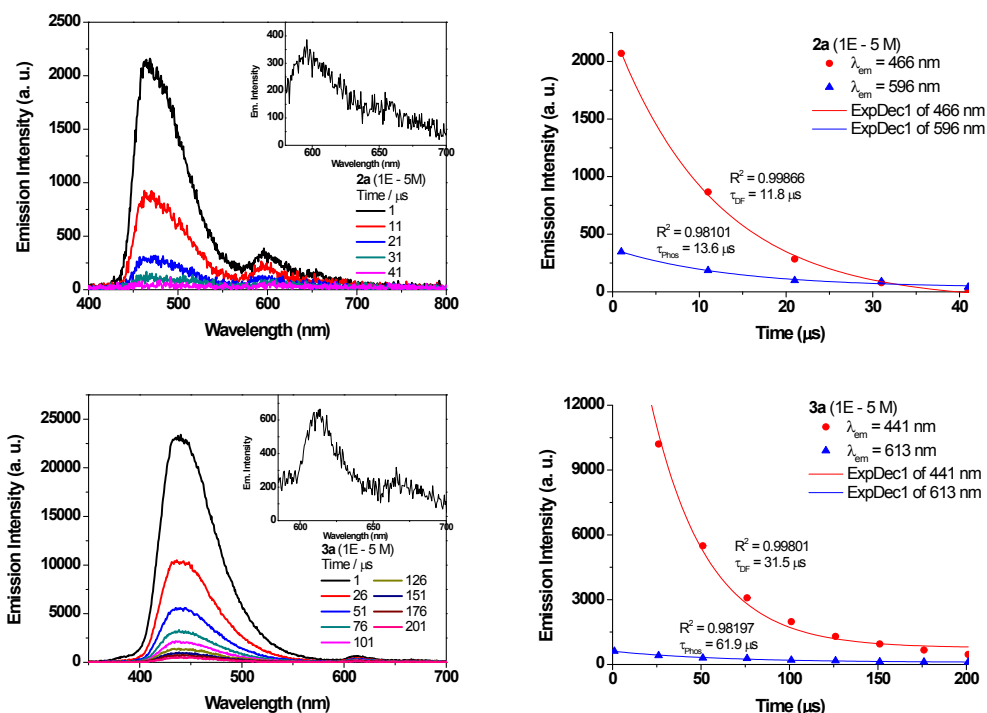 2500
2000
1500
1000
500
0
400 500 600 700 800
Emission Intensity (a. u.)
Wavelength (nm)
400
300
200
100
0
600 650 700
Em. Intensity
Wavelength (nm)
2a (1E - 5M)
Time / μs
1
11
21
31
41
2000
1500
1000
500
0
0 10 20 30 40
Emission Intensity (a. u.)
Time (μs)
2a (1E - 5 M)
λem = 466 nm
λem = 596 nm
ExpDec1 of 466 nm
ExpDec1 of 596 nm
R² = 0.99866
τDF = 11.8 μs
R² = 0.98101
τPhos = 13.6 μs
25000
20000
15000
10000
5000
0
400 500 600 700
Emission Intensity (a. u.)
Wavelength (nm)
600
400
200
0
600 650 700
Em. Intensity
Wavelength (nm)
3a (1E - 5 M)
Time / μs
1 126
26 151
51 176
76 201
101
12000
9000
6000
3000
0
0 50 100 150 200
Emission Intensity (a. u.)
Time (μs)
3a (1E - 5 M)
λem = 441 nm
λem = 613 nm
ExpDec1 of 441 nm
ExpDec1 of 613 nm
R² = 0.99801
τDF = 31.5 μs
R² = 0.98197
τPhos = 61.9 μs